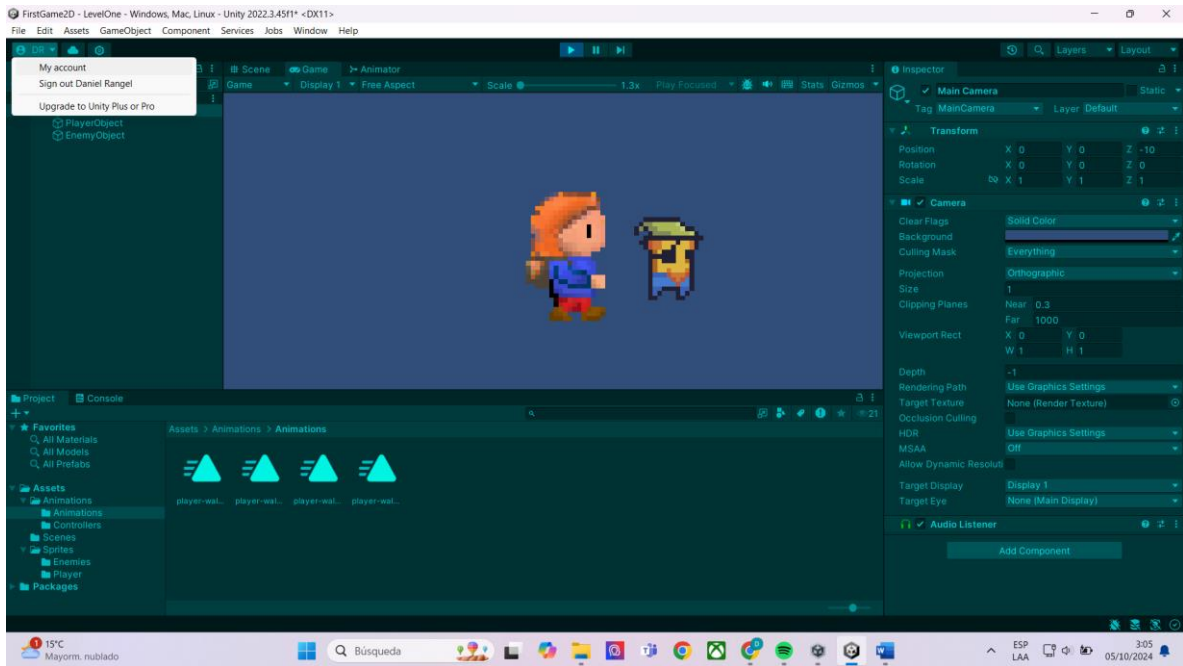 FirstGame2D - LevelOne - Windows, Mac, Linux - Unity 2022.3.45f1* <DX11>
File Edit Assets GameObject Component Services Jobs Window Help
DR Layers Layout
My account
Sign out Daniel Rangel
Upgrade to Unity Plus or Pro
PlayerObject
EnemyObject
Scene Game Animator
Game Display 1 Free Aspect Scale 1.3x Play Focused Stats Gizmos
Inspector
Main Camera Static
Tag MainCamera Layer Default
Transform
Position X 0 Y 0 Z -10
Rotation X 0 Y 0 Z 0
Scale X 1 Y 1 Z 1
Camera
Clear Flags Solid Color
Background
Culling Mask Everything
Projection Orthographic
Size 1
Clipping Planes Near 0.3
Far 1000
Viewport Rect X 0 Y 0
W 1 H 1
Depth -1
Rendering Path Use Graphics Settings
Target Texture None (Render Texture)
Occlusion Culling
HDR Use Graphics Settings
MSAA Off
Allow Dynamic Resoluti
Target Display Display 1
Target Eye None (Main Display)
Audio Listener
Add Component
Project Console
21
Favorites
All Materials
All Models
All Prefabs
Assets
Animations
Animations
Controllers
Scenes
Sprites
Enemies
Player
Packages
Assets > Animations > Animations
player-wal... player-wal... player-wal... player-wal...
1
15°C
Mayorm. nublado
Búsqueda
ESP
LAA
3:05
05/10/2024